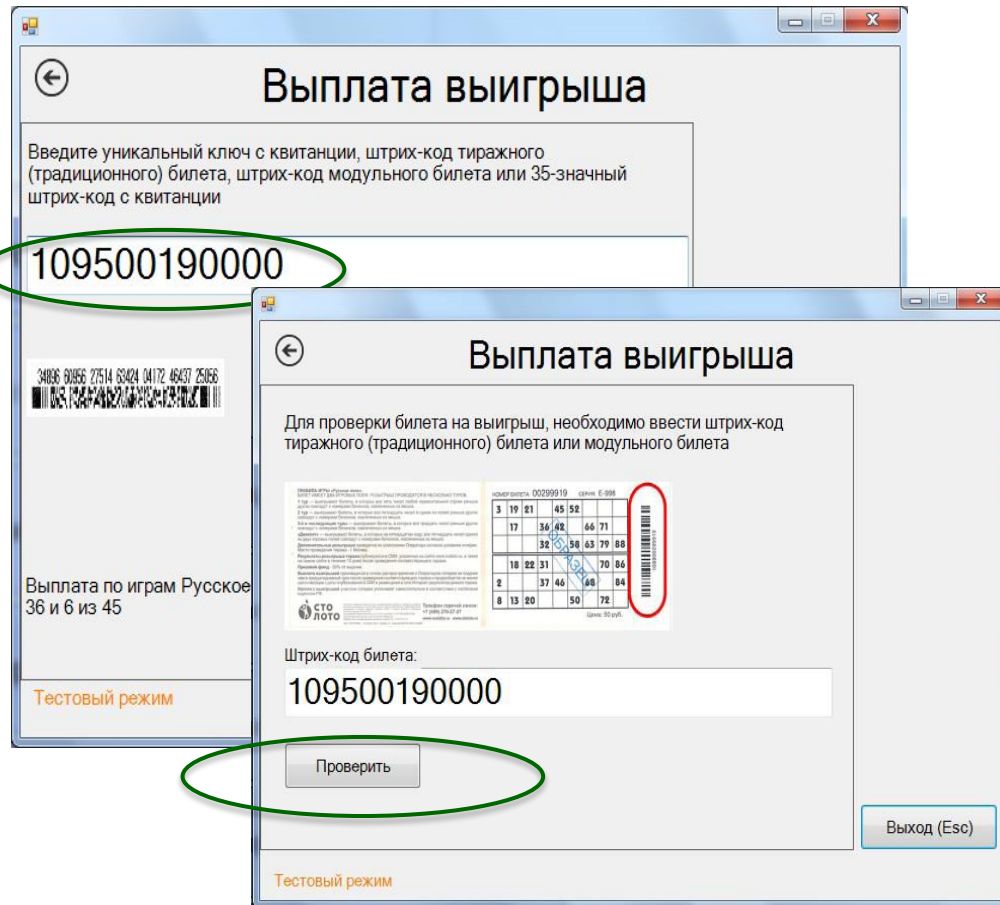 Выплата выигрыша
Введите уникальный ключ с квитанции, штрих-код тиражного
(традиционного) билета, штрих-код модульного билета или 35-значный
штрих-код с квитанции
109500190000
34896 60956 27514 63424 04172 46437 25056
Выплата по играм Русское
36 и 6 из 45
Тестовый режим
Выплата выигрыша
Для проверки билета на выигрыш, необходимо ввести штрих-код
тиражного (традиционного) билета или модульного билета
НОМЕР БИЛЕТА 00299919 СЕРИЯ Е-998
3 19 21 45 52
17 36 42 66 71
32 58 63 79 88
18 22 31 70 86
2 37 46 68 84
8 13 20 50 72
ОБРАЗЕЦ
Цена: 50 руб.
СТО
ЛОТО
Штрих-код билета:
109500190000
Проверить
Выход (Esc)
Тестовый режим